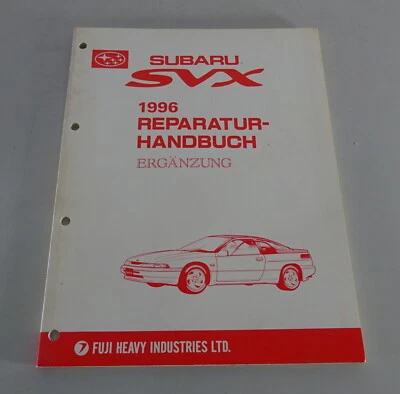 SUBARU
SVX
1996
REPARATUR-
HANDBUCH
ERGÄNZUNG
FUJI HEAVY INDUSTRIES LTD.